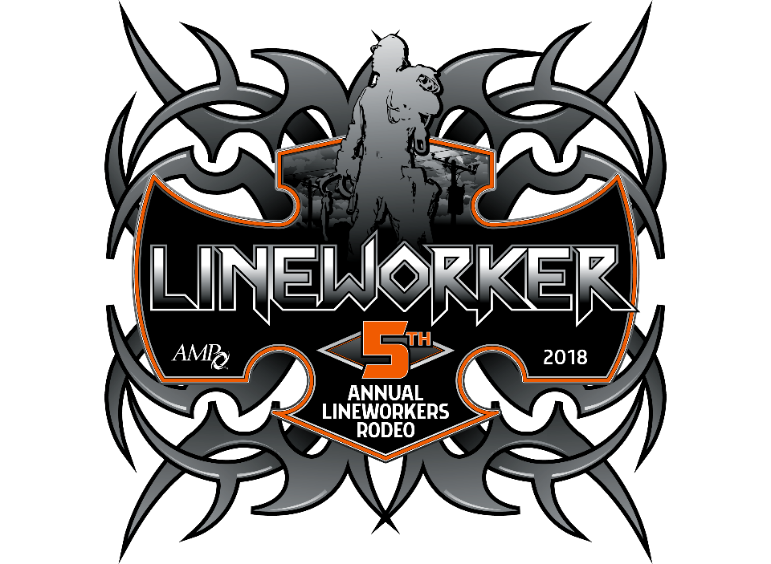 LINEWORKER
5TH
AMP
2018
ANNUAL
LINEWORKERS
RODEO